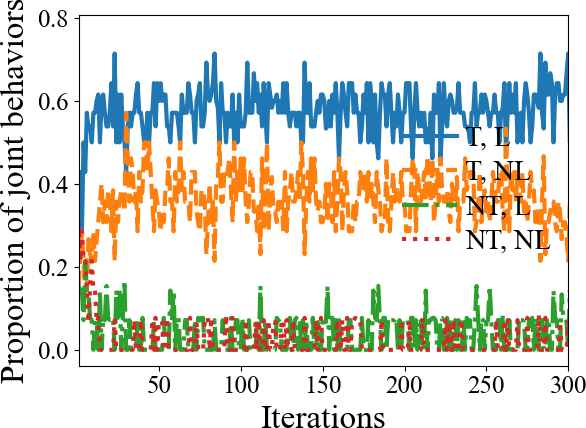 Proportion of joint behaviors
0.8
0.6
0.4
0.2
0.0
T, L
T, NL
NT, L
NT, NL
50
100
150
200
250
300
Iterations